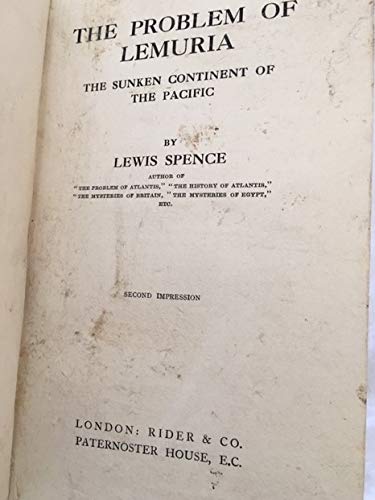 THE PROBLEM OF
LEMURIA
THE SUNKEN CONTINENT OF
THE PACIFIC
BY
LEWIS SPENCE
AUTHOR OF
"THE PROBLEM OF ATLANTIS," "THE HISTORY OF ATLANTIS,"
"THE MYSTERIES OF BRITAIN, "THE MYSTERIES OF EGYPT,"
ETC.
SECOND IMPRESSION
LONDON: RIDER & CO.
PATERNOSTER HOUSE, E.C.